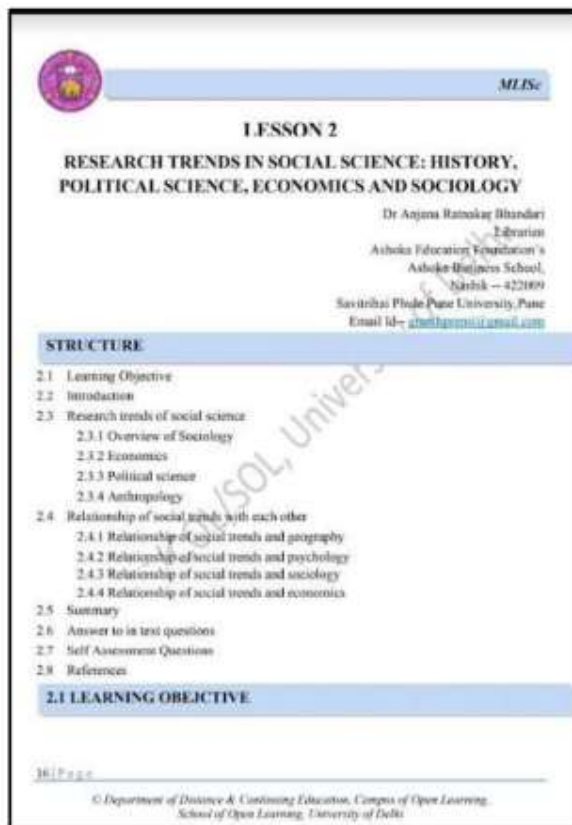 MLISc
LESSON 2
RESEARCH TRENDS IN SOCIAL SCIENCE: HISTORY,
POLITICAL SCIENCE, ECONOMICS AND SOCIOLOGY
Dr Anjana Ratnakar Bhandari
Librarian
Ashoka Education Foundation's
Ashoka Business School,
Nashik – 422009
Savitribai Phule Pune University, Pune
Email Id–
STRUCTURE
2.1 Learning Objective
2.2 Introduction
2.3 Research trends of social science
2.3.1 Overview of Sociology
2.3.2 Economics
2.3.3 Political science
2.3.4 Anthropology
2.4 Relationship of social trends with each other
2.4.1 Relationship of social trends and geography
2.4.2 Relationship of social trends and psychology
2.4.3 Relationship of social trends and sociology
2.4.4 Relationship of social trends and economics
2.5 Summary
2.6 Answer to in text questions
2.7 Self Assessment Questions
2.8 References
2.1 LEARNING OBEJCTIVE
16 | Page
© Department of Distance & Continuing Education, Campus of Open Learning,
School of Open Learning, University of Delhi